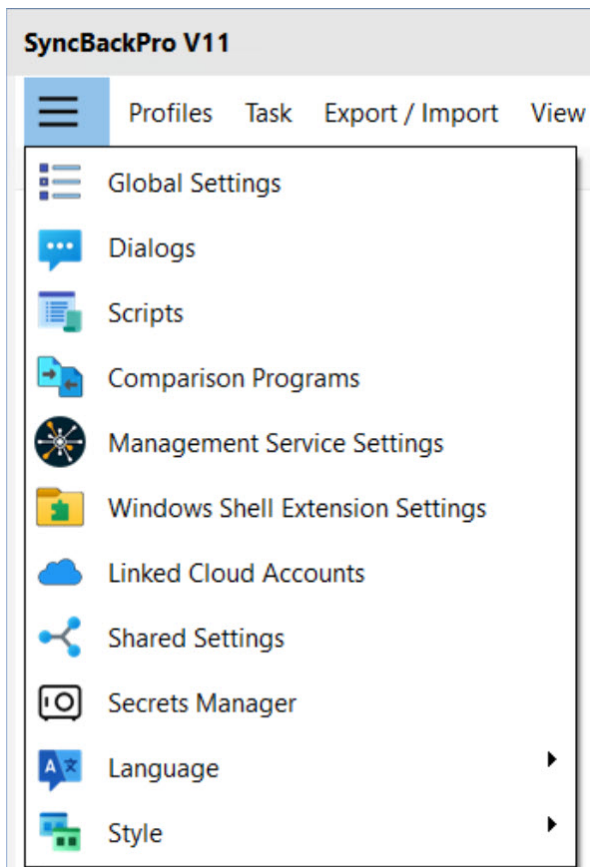 SyncBackPro V11
Profiles Task Export / Import View
Global Settings
Dialogs
Scripts
Comparison Programs
Management Service Settings
Windows Shell Extension Settings
Linked Cloud Accounts
Shared Settings
Secrets Manager
Language
Style